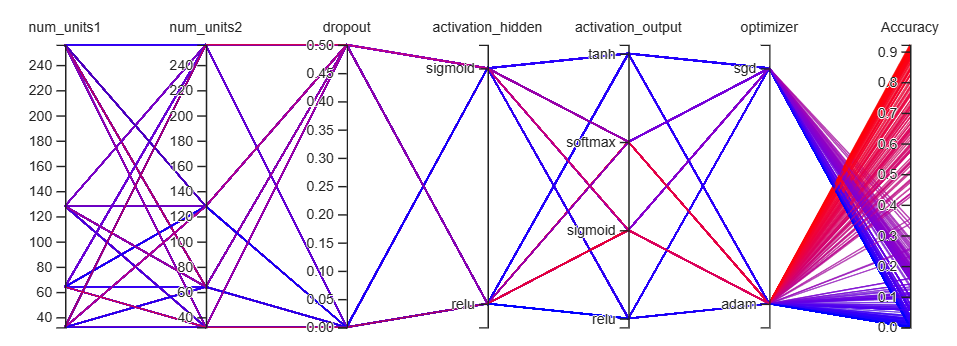 num_units1 num_units2 dropout activation_hidden activation_output optimizer Accuracy
240 220 200 180 160 140 120 100 80 60 40
240 220 200 180 160 140 120 100 80 60 40
0.50 0.45 0.40 0.35 0.30 0.25 0.20 0.15 0.10 0.05 0.00
sigmoid relu
tanh softmax sigmoid relu
sgd adam
0.9 0.8 0.7 0.6 0.5 0.4 0.3 0.2 0.1 0.0